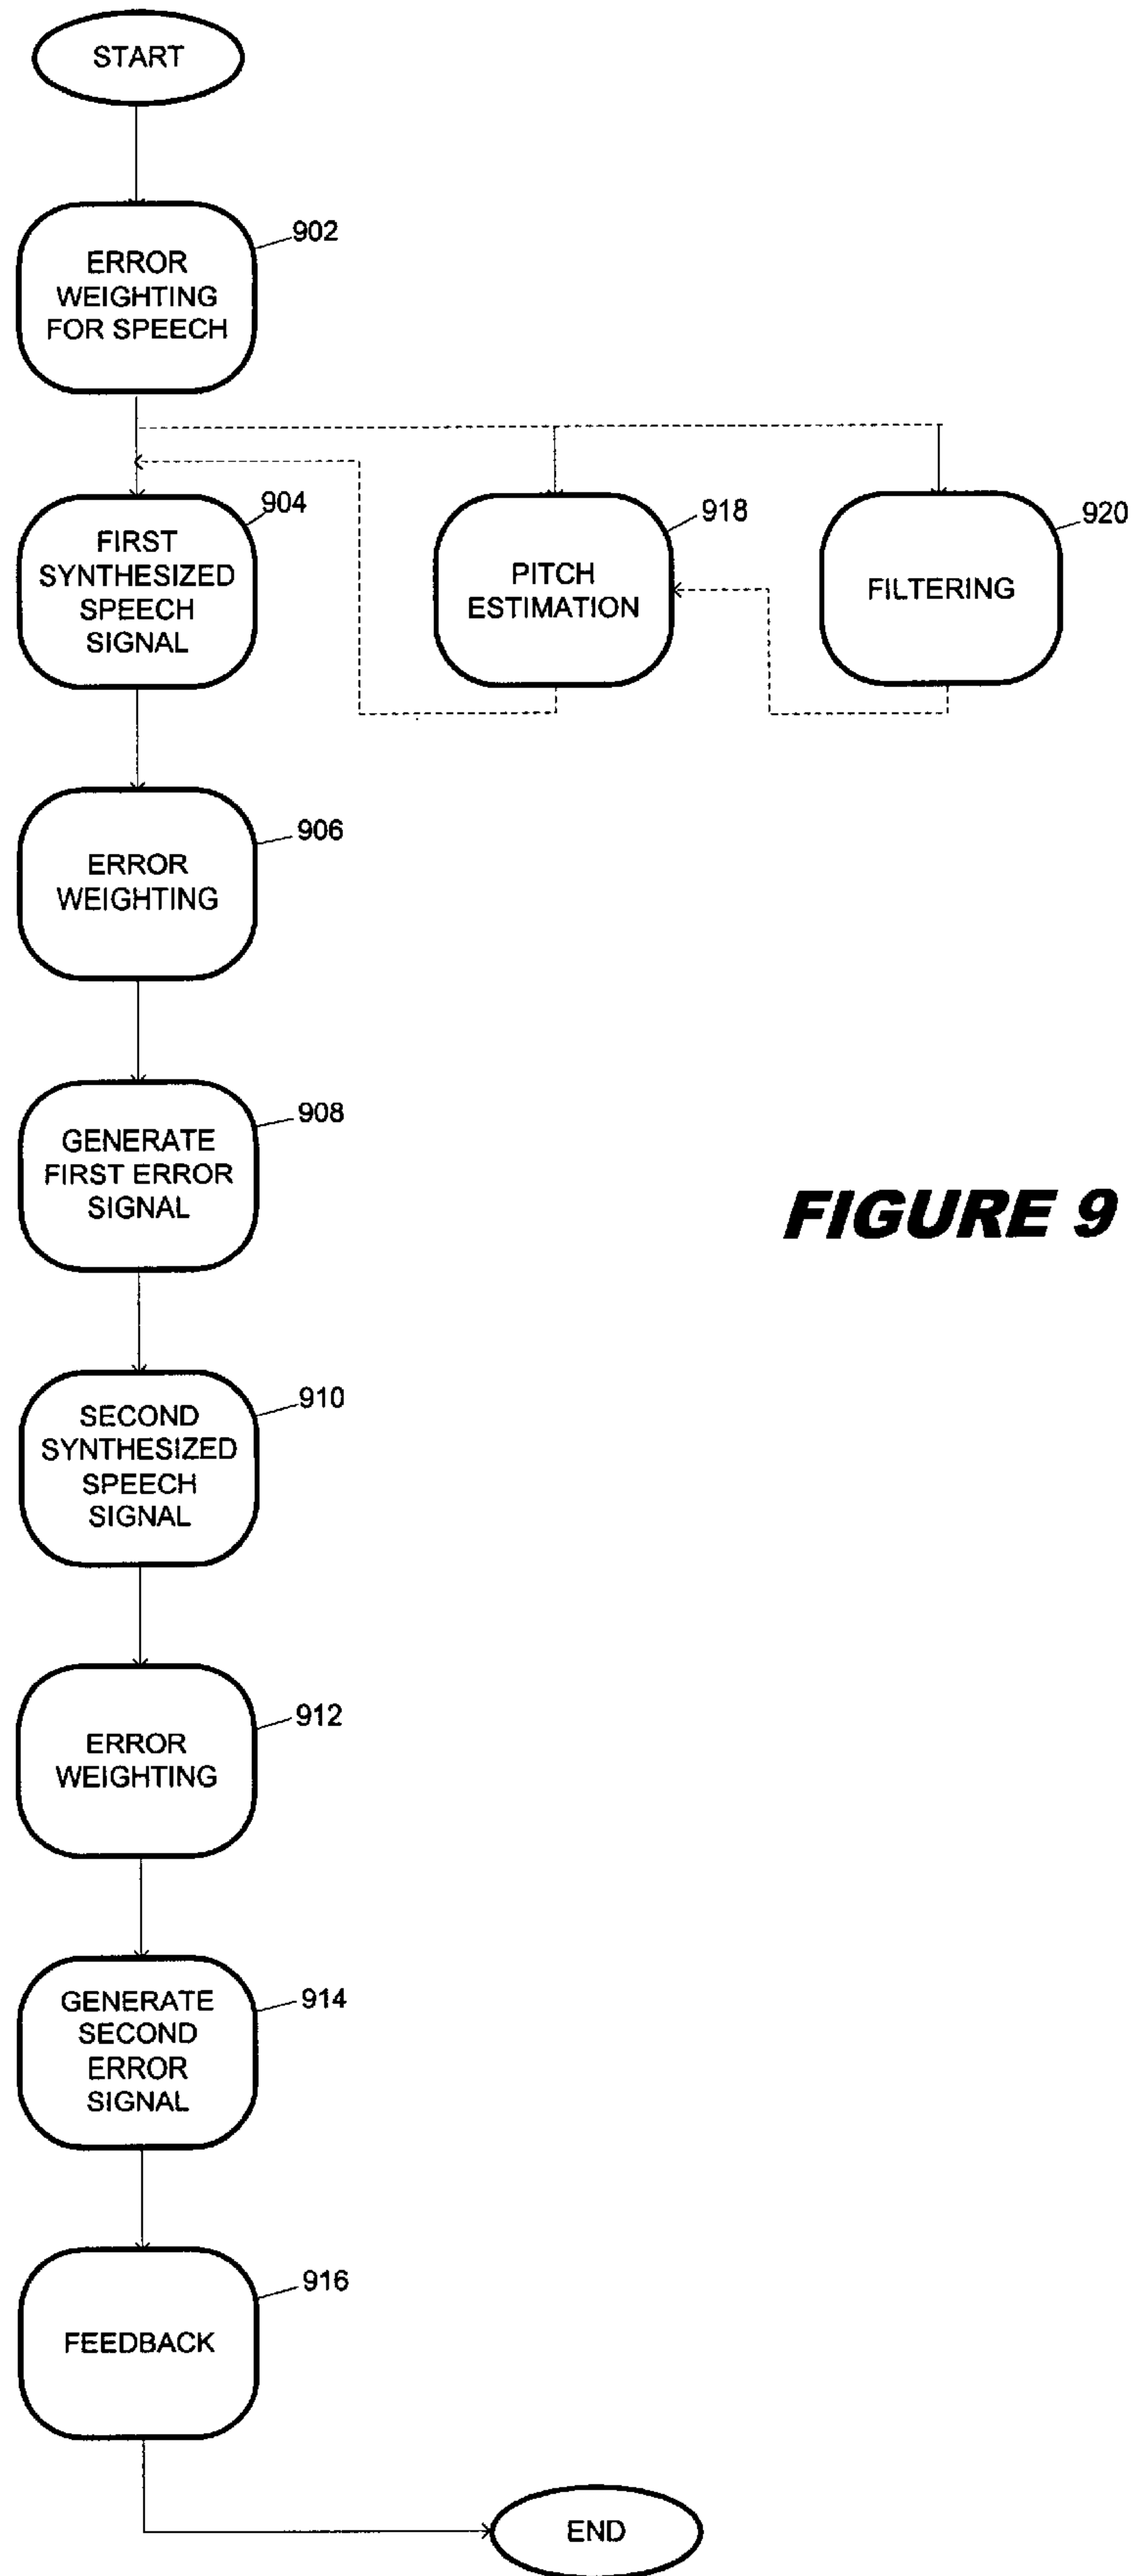 START
902
ERROR
WEIGHTING
FOR SPEECH
904
FIRST
SYNTHESIZED
SPEECH
SIGNAL
918
PITCH
ESTIMATION
920
FILTERING
906
ERROR
WEIGHTING
908
GENERATE
FIRST ERROR
SIGNAL
FIGURE 9
910
SECOND
SYNTHESIZED
SPEECH
SIGNAL
912
ERROR
WEIGHTING
914
GENERATE
SECOND
ERROR
SIGNAL
916
FEEDBACK
END